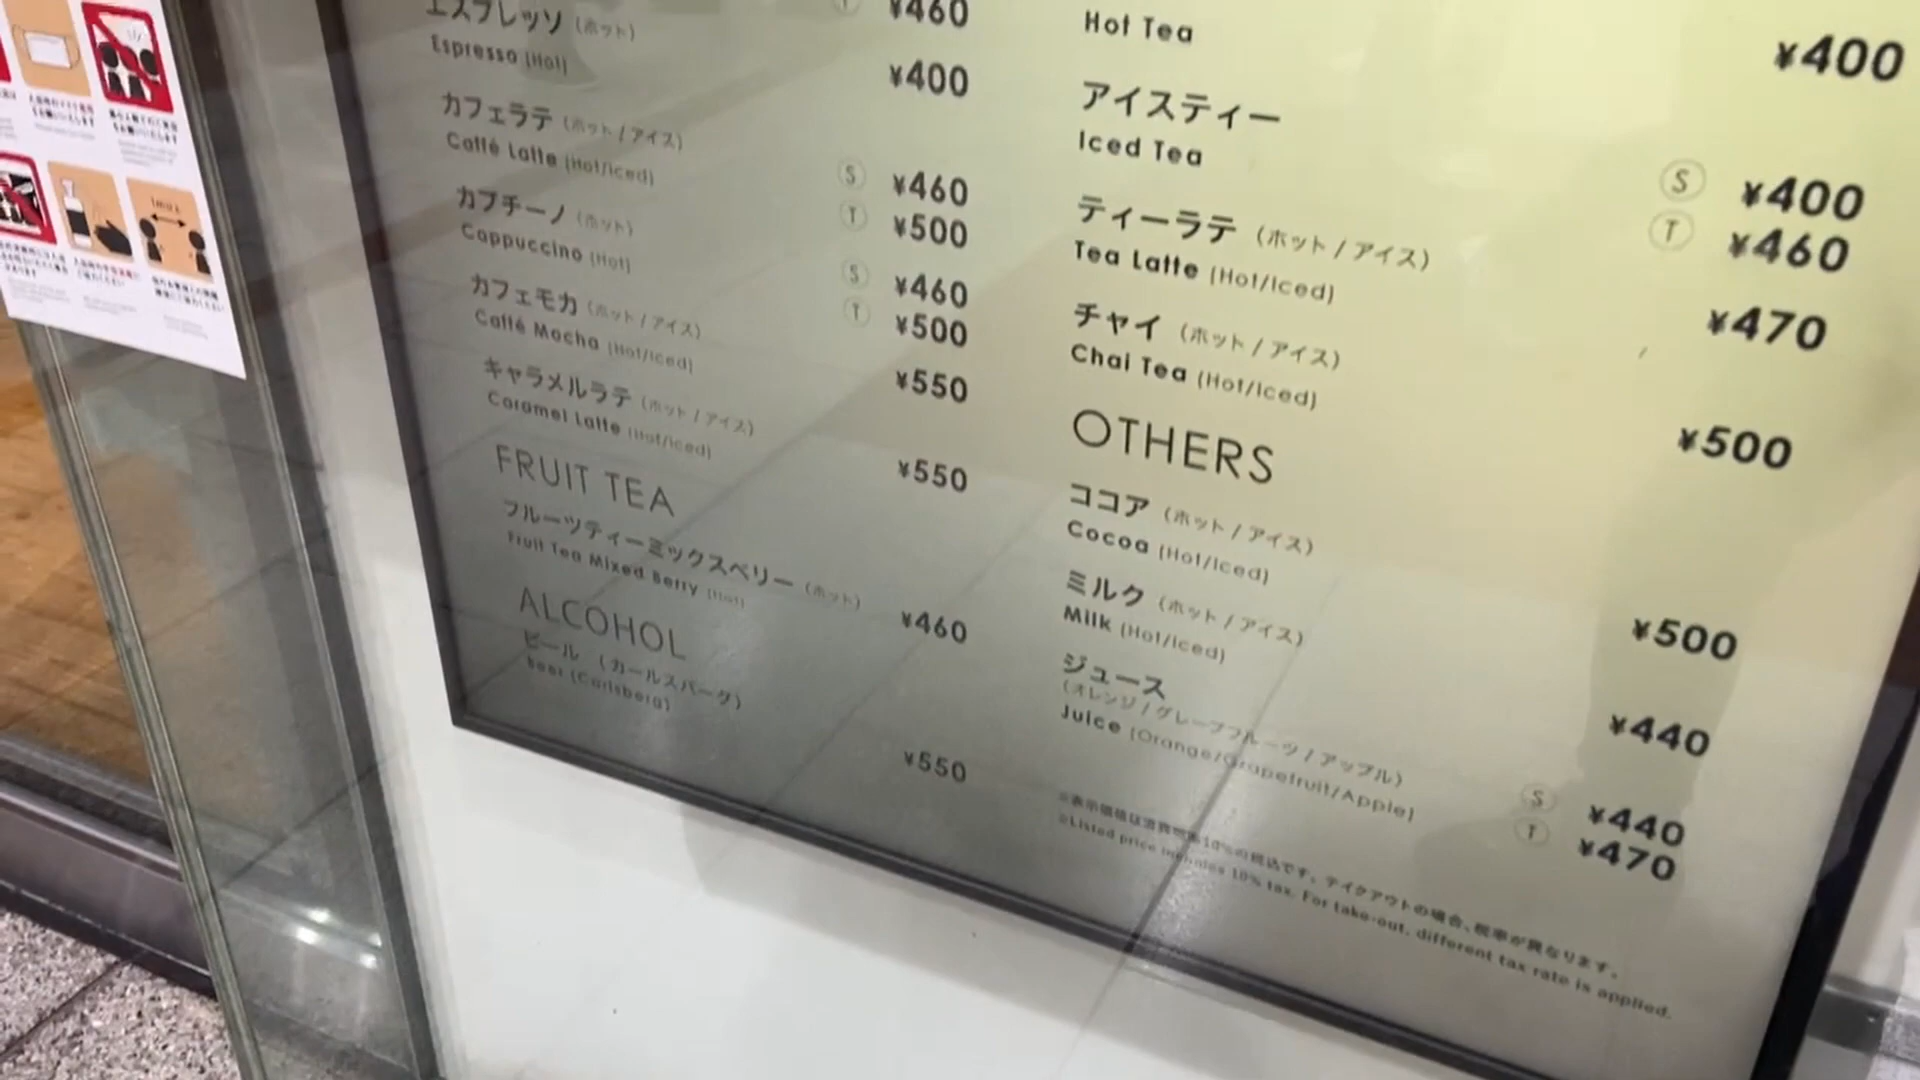 ¥460
エスプレッソ（ホット）
Espresso (Hot)
¥400
カフェラテ（ホット / アイス）
Caffé Latte (Hot/Iced)
Ⓢ ¥460
Ⓣ ¥500
カプチーノ（ホット）
Cappuccino (Hot)
Ⓢ ¥460
Ⓣ ¥500
カフェモカ（ホット / アイス）
Caffé Mocha (Hot/Iced)
¥550
キャラメルラテ（ホット / アイス）
Caramel Latte (Hot/Iced)
¥550
FRUIT TEA
フルーツティーミックスベリー（ホット）
Fruit Tea Mixed Berry (Hot)
¥460
ALCOHOL
ビール （カールスバーグ）
Beer (Carlsberg)
¥550
Hot Tea
¥400
アイスティー
Iced Tea
Ⓢ ¥400
Ⓣ ¥460
ティーラテ （ホット / アイス）
Tea Latte (Hot/Iced)
¥470
チャイ （ホット / アイス）
Chai Tea (Hot/Iced)
¥500
OTHERS
ココア （ホット / アイス）
Cocoa (Hot/Iced)
¥500
ミルク （ホット / アイス）
Milk (Hot/Iced)
¥440
ジュース
（オレンジ / グレープフルーツ / アップル）
Juice (Orange/Grapefruit/Apple)
Ⓢ ¥440
Ⓣ ¥470
※表示価格は消費税10%の税込です。テイクアウトの場合、税率が異なります。
※Listed price includes 10% tax. For take-out, different tax rate is applied.